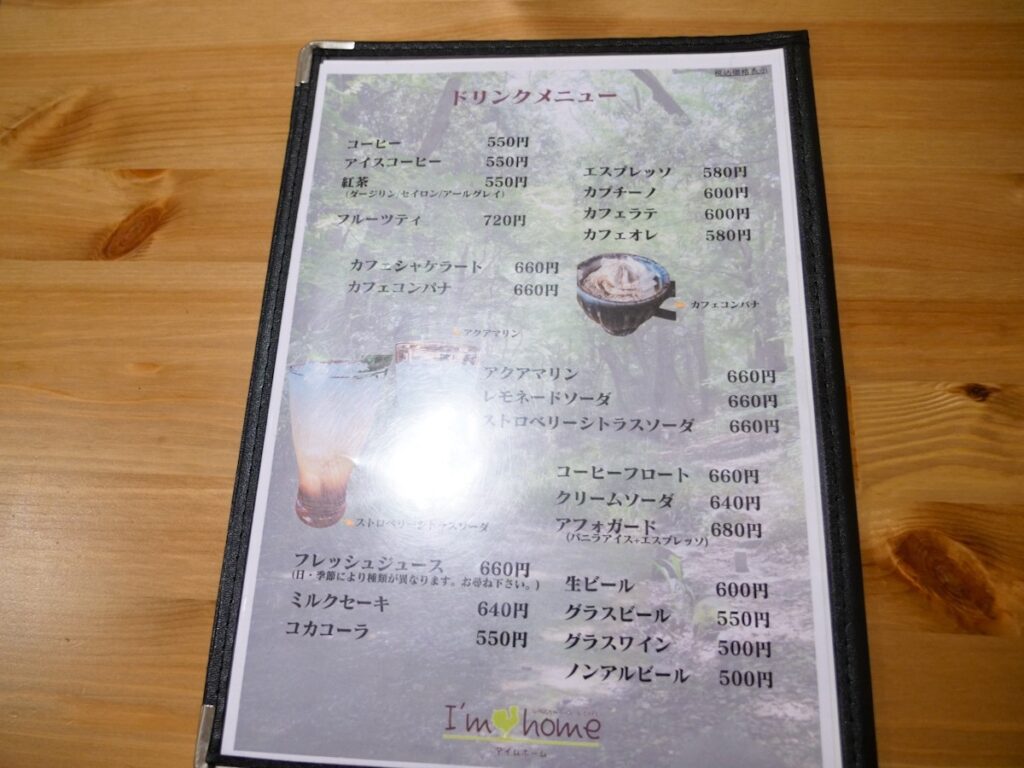 税込価格表示
ドリンクメニュー
コーヒー 550円
アイスコーヒー 550円
紅茶 550円
(ダージリン/セイロン/アールグレイ)
フルーツティ 720円
エスプレッソ 580円
カプチーノ 600円
カフェラテ 600円
カフェオレ 580円
カフェシャケラート 660円
カフェコンパナ 660円
カフェコンパナ
アクアマリン
アクアマリン 660円
レモネードソーダ 660円
ストロベリーシトラスソーダ 660円
ストロベリーシトラスソーダ
コーヒーフロート 660円
クリームソーダ 640円
アフォガード 680円
(バニラアイス+エスプレッソ)
フレッシュジュース 660円
(日・季節により種類が異なります。お尋ね下さい。)
ミルクセーキ 640円
コカコーラ 550円
生ビール 600円
グラスビール 550円
グラスワイン 500円
ノンアルビール 500円
I'm home
アイムホーム